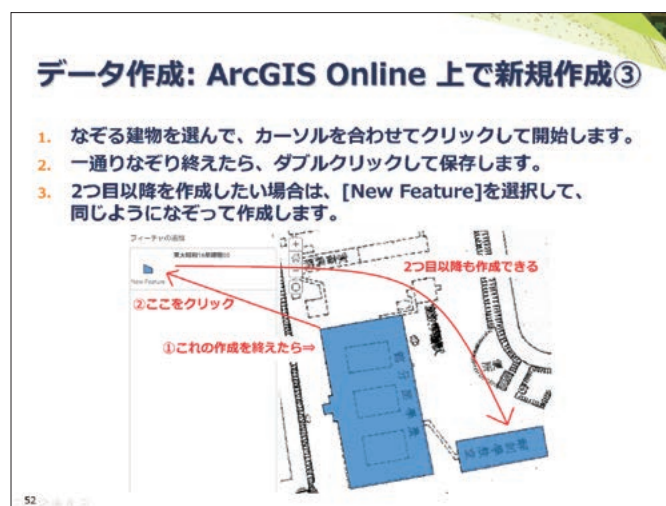 データ作成: ArcGIS Online 上で新規作成③
1. なぞる建物を選んで、カーソルを合わせてクリックして開始します。
2. 一通りなぞり終えたら、ダブルクリックして保存します。
3. 2つ目以降を作成したい場合は、[New Feature]を選択して、
同じようになぞって作成します。
フィーチャの追加
New Feature
2つ目以降も作成できる
②ここをクリック
①これの作成を終えたら⇒
52